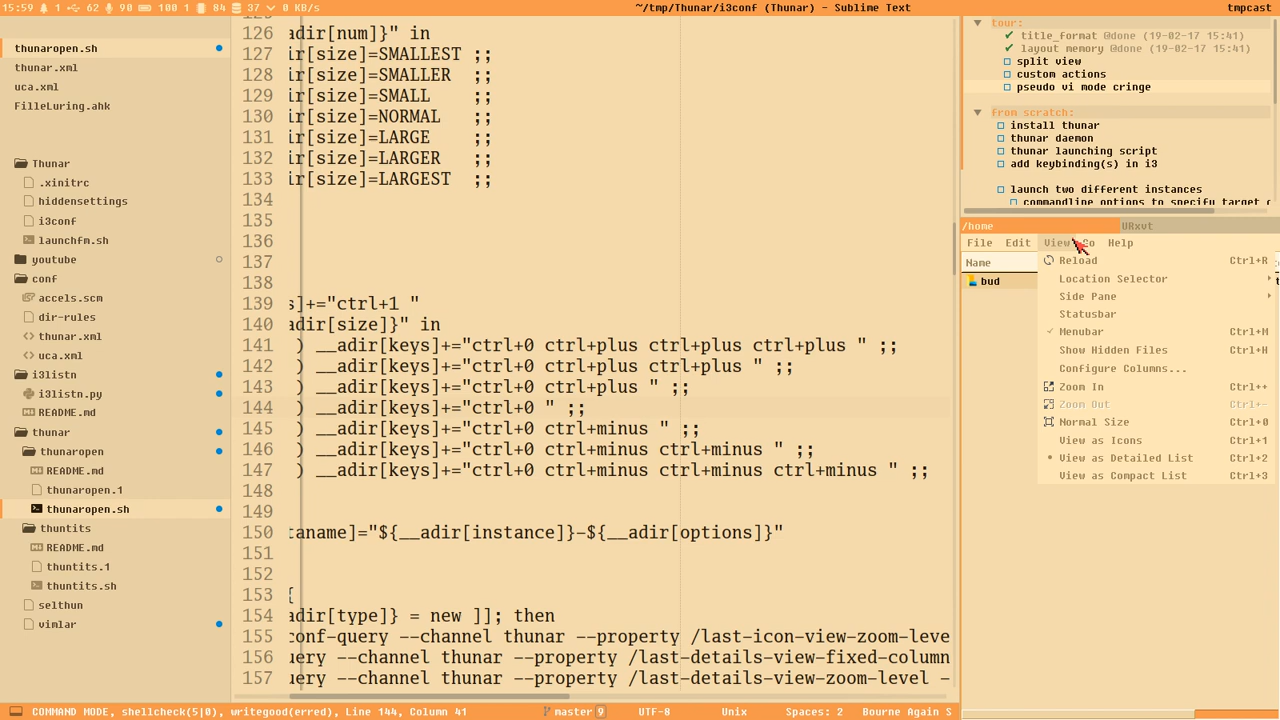 15:59 1 62 90 100 1 84 37 0 KB/s
~/tmp/Thunar/i3conf (Thunar) - Sublime Text
tmpcast
thunaropen.sh
thunar.xml
uca.xml
FilleLuring.ahk
Thunar
.xinitrc
hiddensettings
i3conf
launchfm.sh
youtube
conf
accels.scm
dir-rules
thunar.xml
uca.xml
i3listn
i3listn.py
README.md
thunar
thunaropen
README.md
thunaropen.1
thunaropen.sh
thuntits
README.md
thuntits.1
thuntits.sh
selthun
vimlar
126 adir[num]}" in
127 ir[size]=SMALLEST ;;
128 ir[size]=SMALLER ;;
129 ir[size]=SMALL ;;
130 ir[size]=NORMAL ;;
131 ir[size]=LARGE ;;
132 ir[size]=LARGER ;;
133 ir[size]=LARGEST ;;
134
135
136
137
138
139 s]+="ctrl+1 "
140 adir[size]}" in
141 ) __adir[keys]+="ctrl+0 ctrl+plus ctrl+plus ctrl+plus " ;;
142 ) __adir[keys]+="ctrl+0 ctrl+plus ctrl+plus " ;;
143 ) __adir[keys]+="ctrl+0 ctrl+plus " ;;
144 ) __adir[keys]+="ctrl+0 " ;;
145 ) __adir[keys]+="ctrl+0 ctrl+minus " ;;
146 ) __adir[keys]+="ctrl+0 ctrl+minus ctrl+minus " ;;
147 ) __adir[keys]+="ctrl+0 ctrl+minus ctrl+minus ctrl+minus " ;;
148
149
150 taname]="${__adir[instance]}-${__adir[options]}"
151
152
153 {
154 adir[type]} = new ]]; then
155 conf-query --channel thunar --property /last-icon-view-zoom-leve
156 uery --channel thunar --property /last-details-view-fixed-column
157 uery --channel thunar --property /last-details-view-zoom-level -
tour:
✔ title_format @done (19-02-17 15:41)
✔ layout memory @done (19-02-17 15:41)
split view
custom actions
pseudo vi mode cringe
from scratch:
install thunar
thunar daemon
thunar launching script
add keybinding(s) in i3
launch two different instances
commandline options to specify target
/home
URxvt
File Edit View Go Help
Name
bud
Reload Ctrl+R
Location Selector
Side Pane
Statusbar
Menubar Ctrl+M
Show Hidden Files Ctrl+H
Configure Columns...
Zoom In Ctrl++
Zoom Out Ctrl+-
Normal Size Ctrl+0
View as Icons Ctrl+1
View as Detailed List Ctrl+2
View as Compact List Ctrl+3
COMMAND MODE, shellcheck(5|0), writegood(erred), Line 144, Column 41
master 9
UTF-8
Unix
Spaces: 2
Bourne Again S